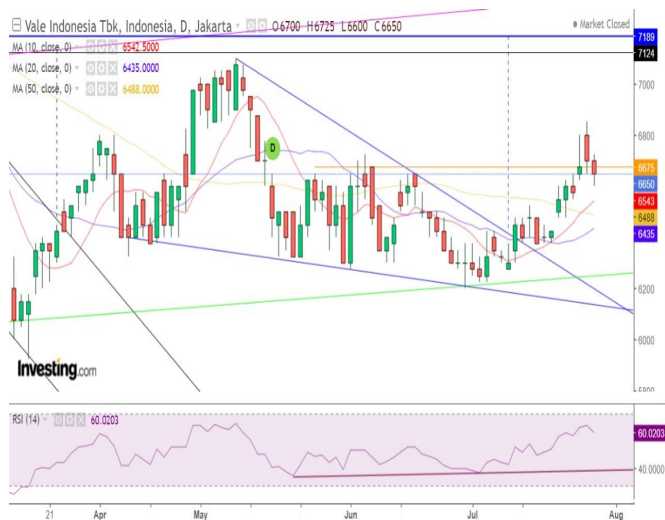 Vale Indonesia Tbk, Indonesia, D, Jakarta O6700 H6725 L6600 C6650
Market Closed
MA (10, close, 0) 6542.5000
MA (20, close, 0) 6435.0000
MA (50, close, 0) 6488.0000
7189
7124
7000
6800
6675
6650
6543
6488
6435
6200
6000
5800
D
Investing.com
RSI (14) 60.0203
60.0203
40.0000
21 Apr May Jun Jul Aug